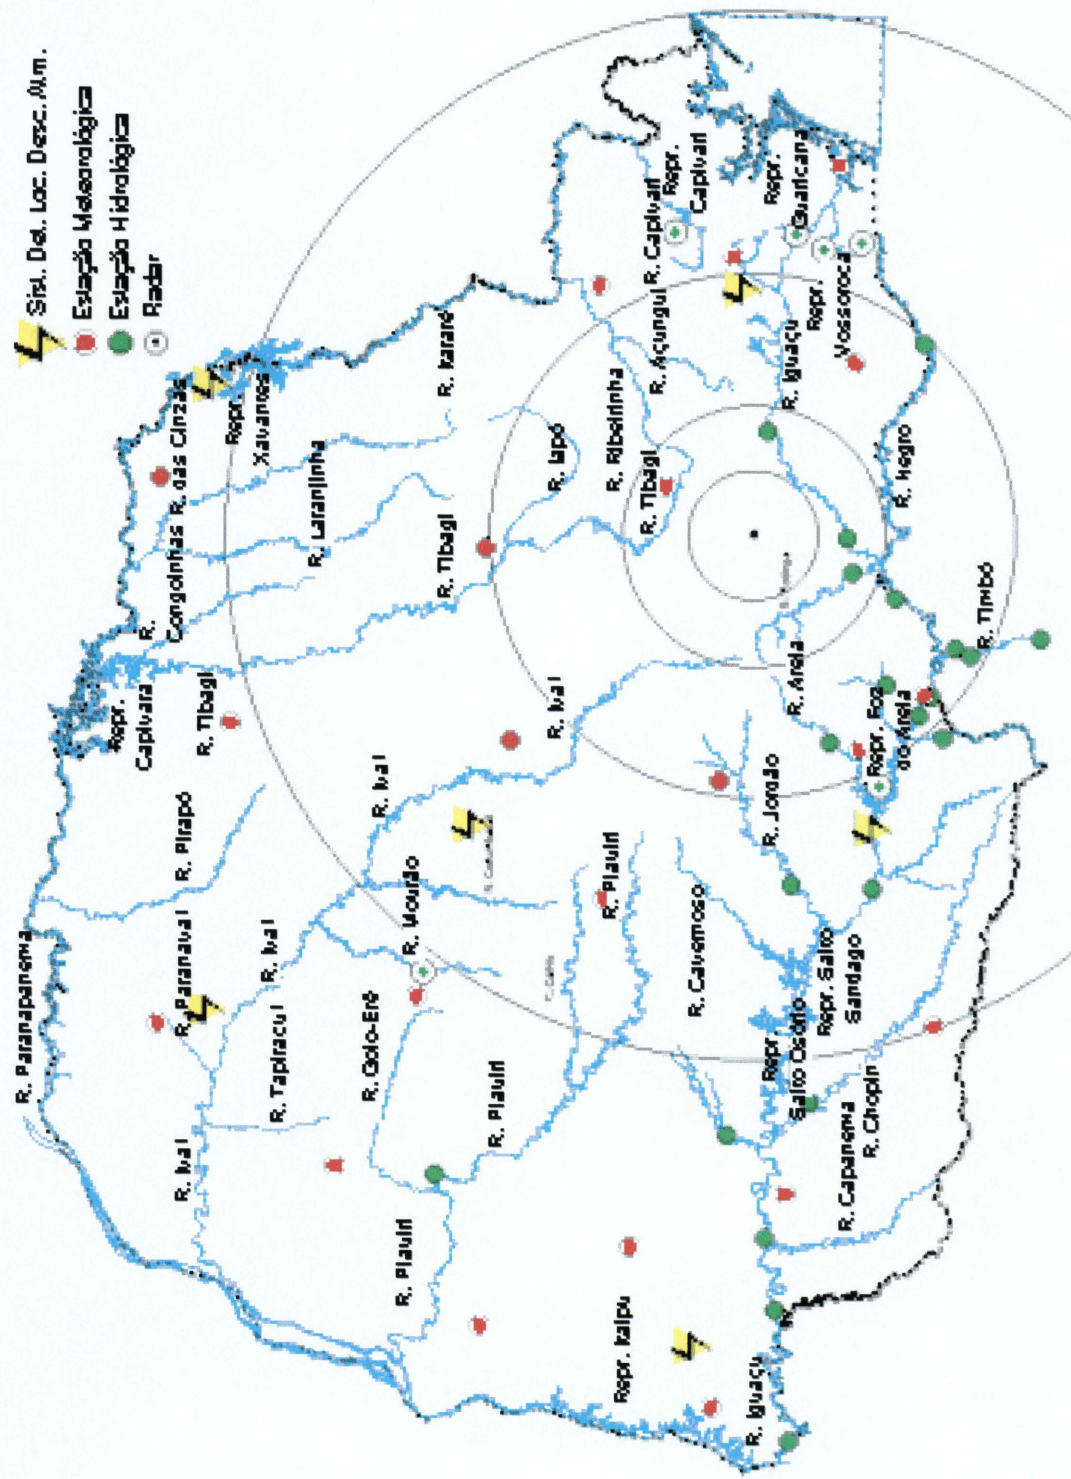 Sist. Det. Loc. Desc. Atm.
Estação Meteorológica
Estação Hidrológica
Radar
R. Paranapanema
R. Paranavaí
R. Pirapó
Repr.
Capivara
R.
Congoinhas
R. das Cinzas
Repr.
Xavantes
R. Ivaí
R. Tapiracuí
R. Ivaí
R. Tibagi
R. Laranjinha
R. Itararé
R. Goio-Erê
R. Mourão
R. Ivaí
R. Tibagi
R. Iapó
R. Ribeirinha
R. Açungui
R. Capivari
Repr.
Capivari
R. Piquiri
R. Piquiri
R. Piquiri
R. Ivaí
R. Tibagi
Repr.
Guaricana
Repr. Itaipu
R. Cavernoso
R. Jordão
R. Areia
R. Iguaçu
Repr.
Vossoroca
R. Iguaçu
Repr.
Salto Osório
Repr. Salto
Santiago
Repr. Foz
do Areia
R. Negro
R. Capanema
R. Chopin
R. Timbó